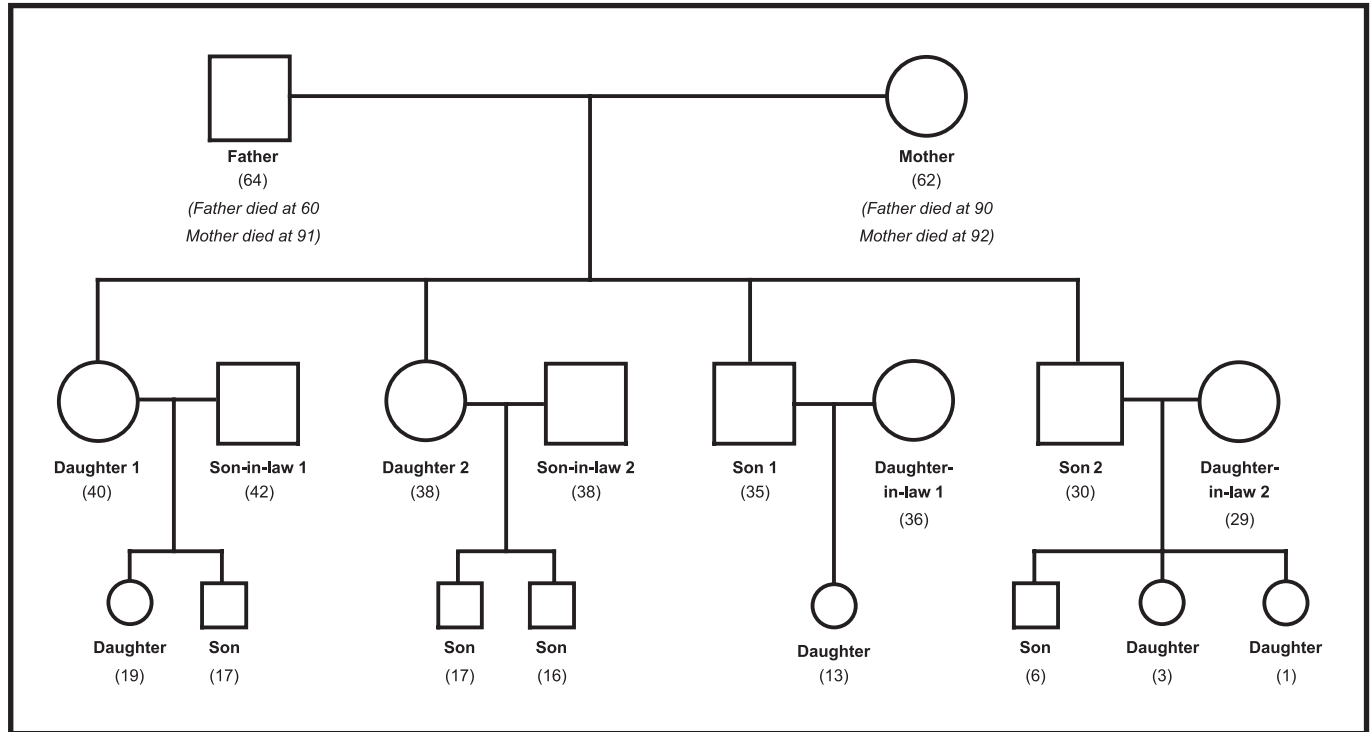 Father
(64)
(Father died at 60
Mother died at 91)
Mother
(62)
(Father died at 90
Mother died at 92)
Daughter 1
(40)
Son-in-law 1
(42)
Daughter 2
(38)
Son-in-law 2
(38)
Son 1
(35)
Daughter-
in-law 1
(36)
Son 2
(30)
Daughter-
in-law 2
(29)
Daughter
(19)
Son
(17)
Son
(17)
Son
(16)
Daughter
(13)
Son
(6)
Daughter
(3)
Daughter
(1)